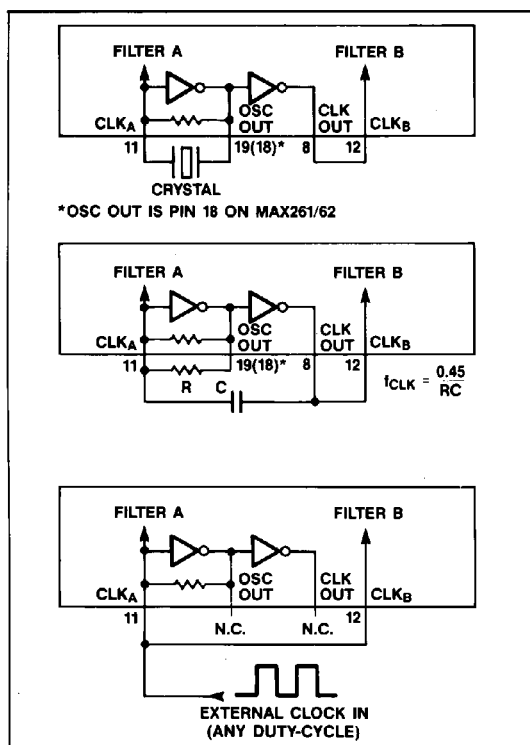 FILTER A FILTER B
OSC OUT CLK OUT
CLKA CLKB
11 19(18)* 8 12
CRYSTAL
*OSC OUT IS PIN 18 ON MAX261/62
FILTER A FILTER B
OSC OUT CLK OUT
CLKA CLKB
11 19(18)* 8 12
R C
fCLK = 0.45
RC
FILTER A FILTER B
OSC OUT CLK OUT
CLKA CLKB
11 N.C. N.C. 12
EXTERNAL CLOCK IN
(ANY DUTY-CYCLE)